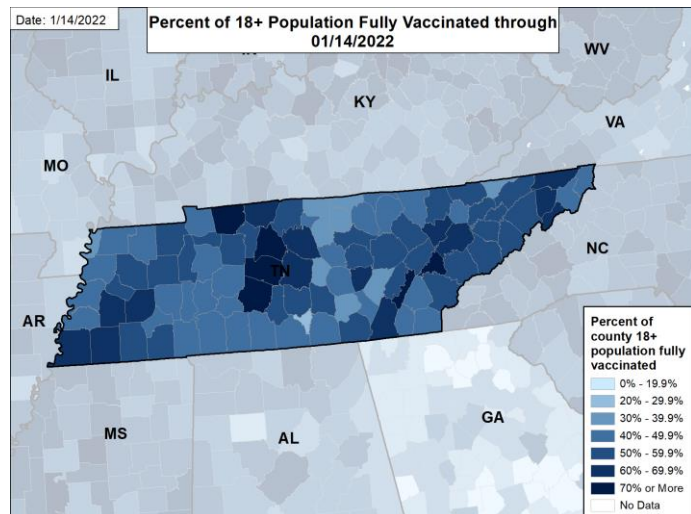 Date: 1/14/2022
Percent of 18+ Population Fully Vaccinated through
01/14/2022
IL
WV
KY
VA
MO
NC
TN
AR
MS
AL
GA
Percent of
county 18+
population fully
vaccinated
0% - 19.9%
20% - 29.9%
30% - 39.9%
40% - 49.9%
50% - 59.9%
60% - 69.9%
70% or More
No Data